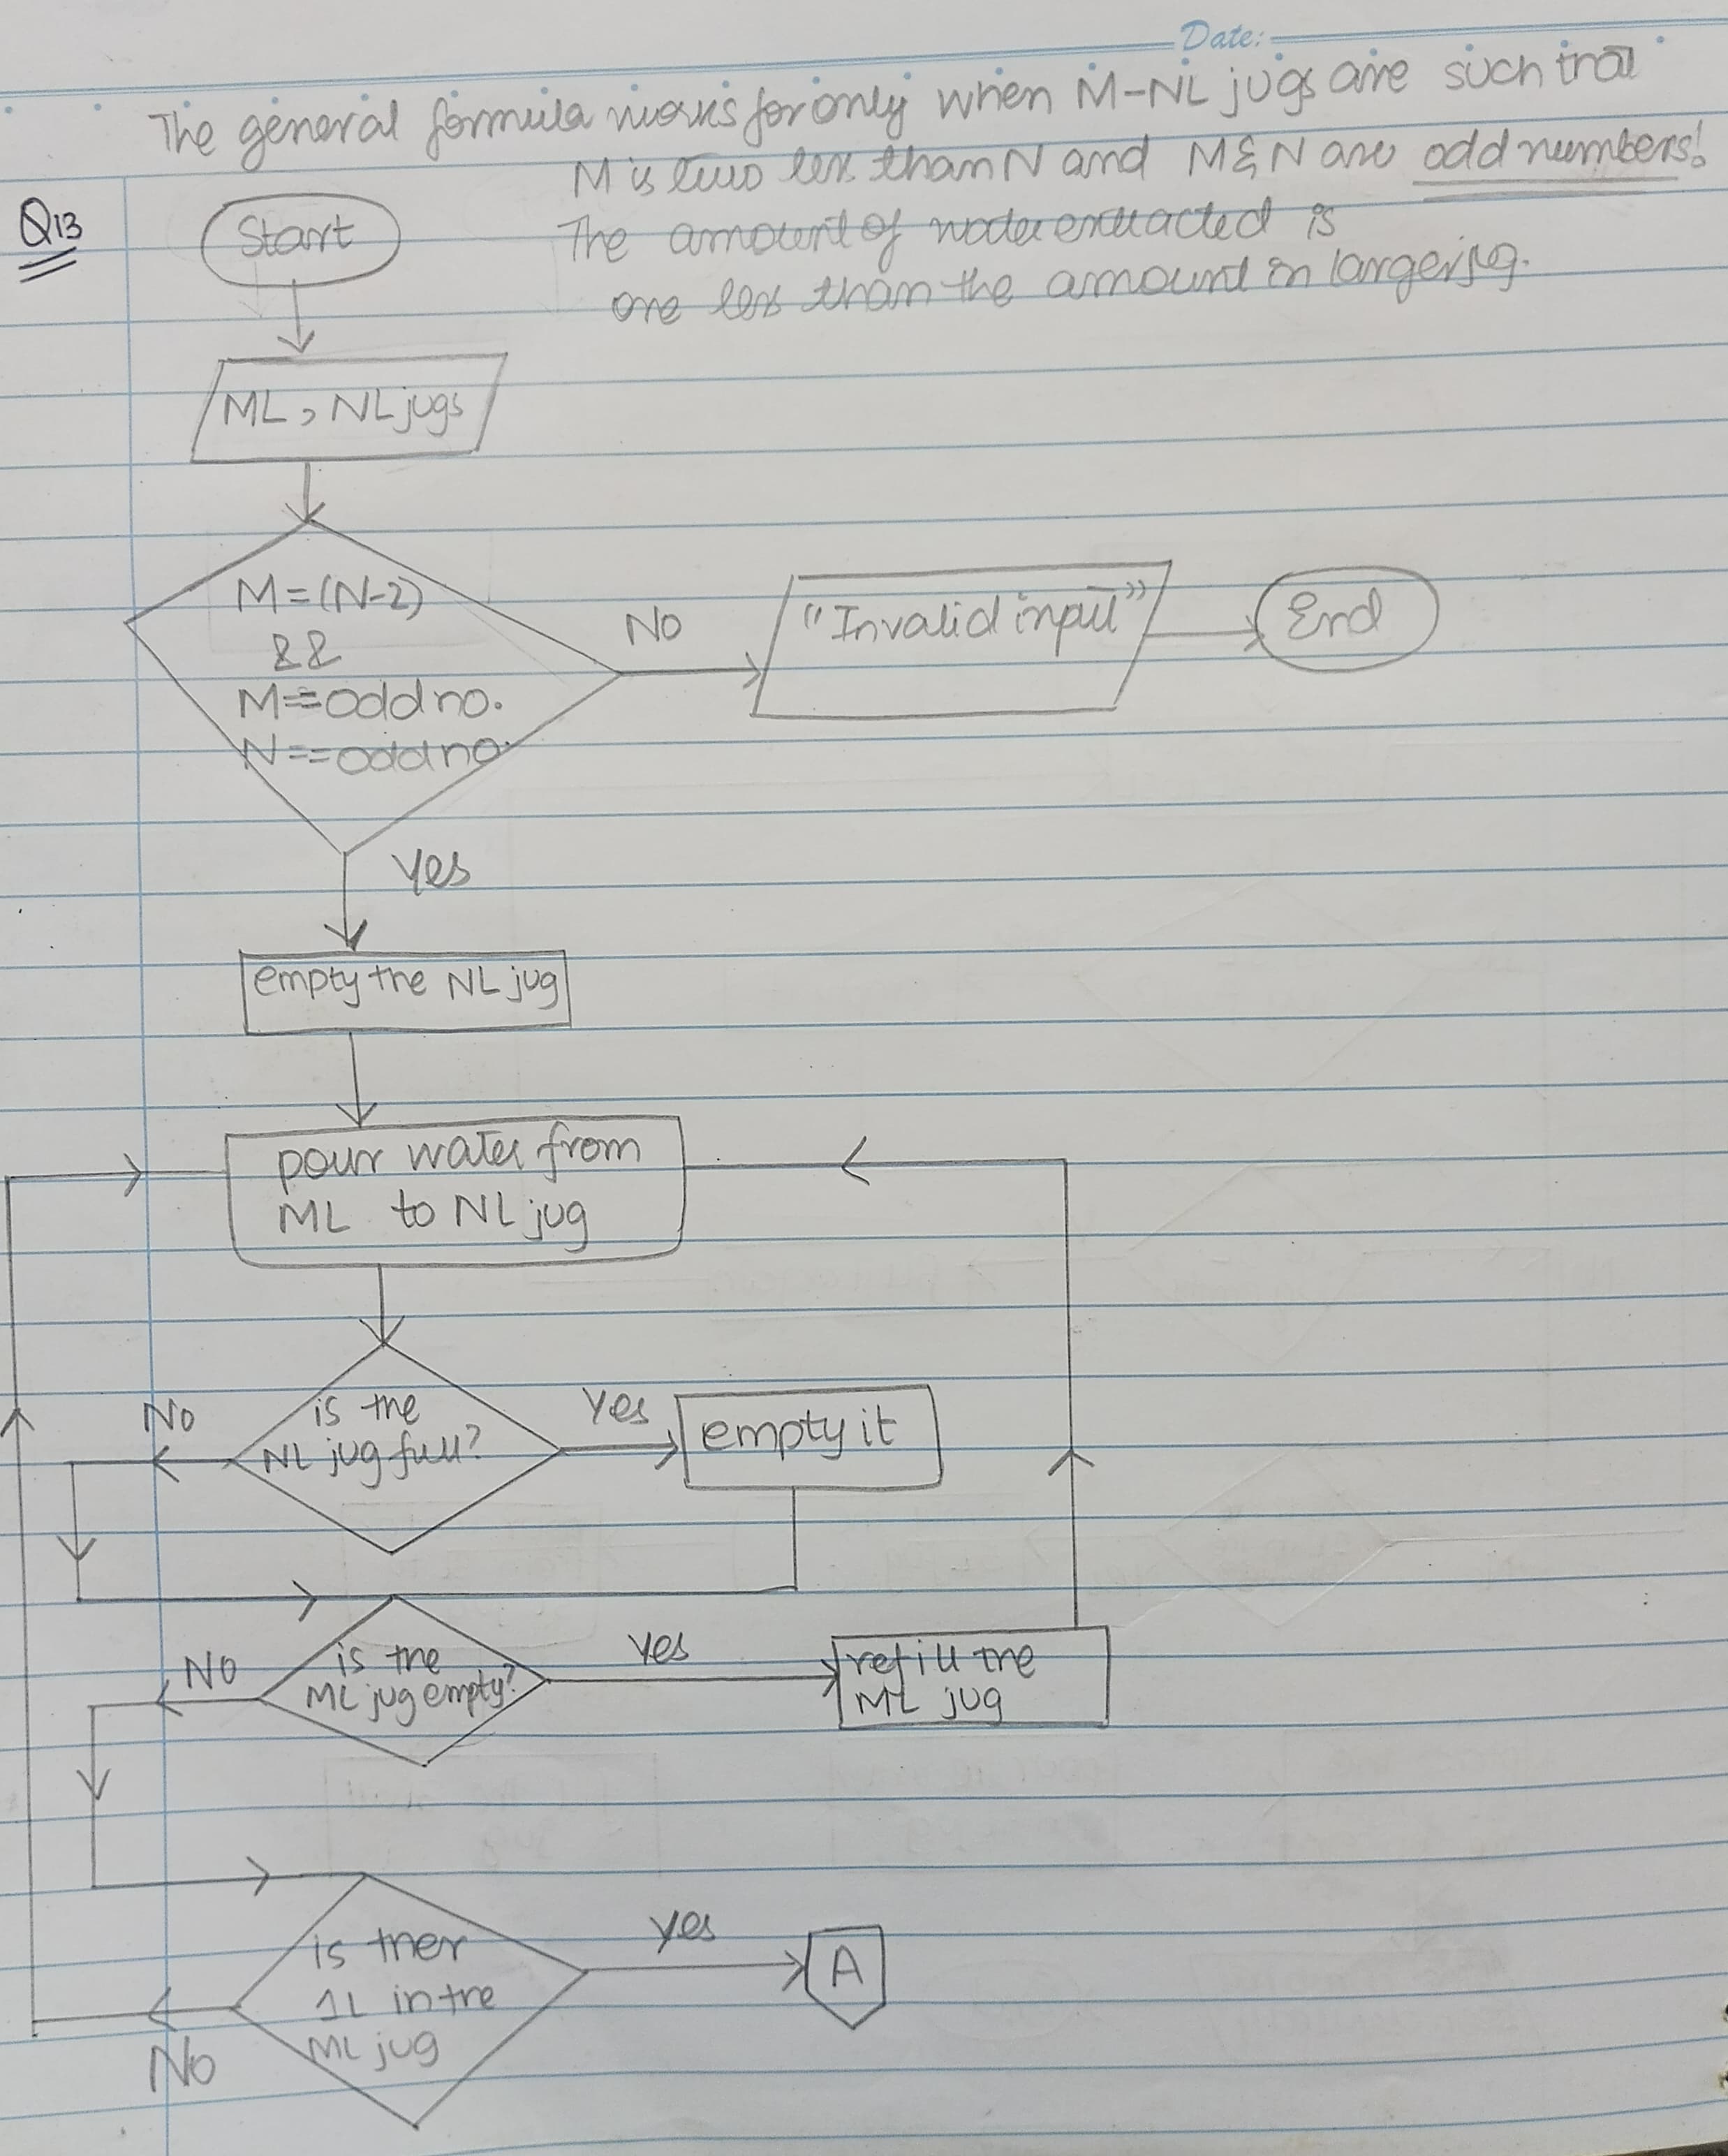 Date:
The general formula works for only when M-NL jugs are such that
M is two less than N and M & N are odd numbers!
Q13
Start
The amount of water extracted is
one less than the amount in larger jug.
ML, NL jugs
M=(N-2)
&&
M==odd no.
N==odd no.
NO
"Invalid input"
End
Yes
empty the NL jug
pour water from
ML to NL jug
is the
NL jug full?
No
Yes
empty it
is the
ML jug empty?
NO
Yes
refill the
ML jug
is ther
1L in the
ML jug
Yes
A
No